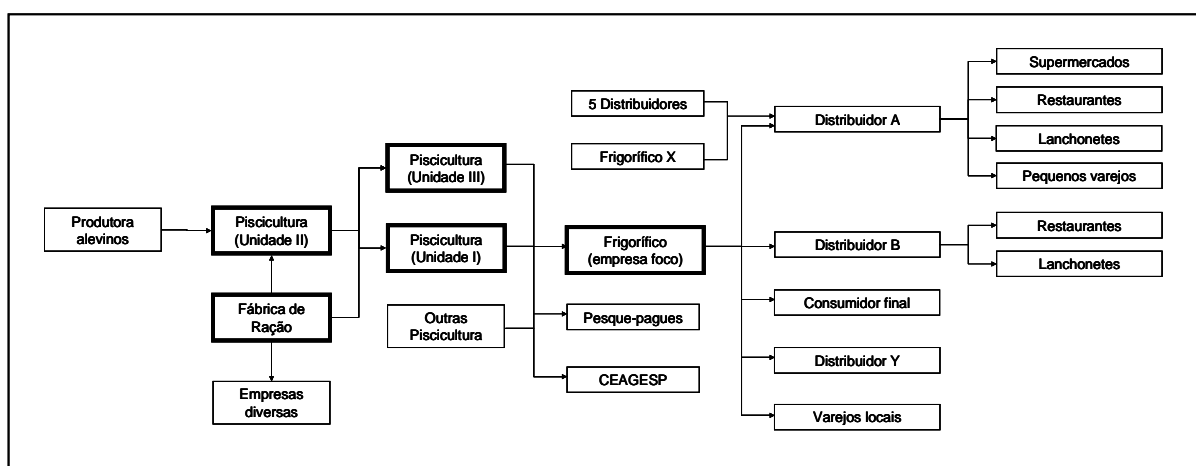 Supermercados
5 Distribuidores
Restaurantes
Distribuidor A
Lanchonetes
Frigorífico X
Piscicultura
(Unidade III)
Pequenos varejos
Produtora
alevinos
Piscicultura
(Unidade II)
Piscicultura
(Unidade I)
Frigorífico
(empresa foco)
Distribuidor B
Restaurantes
Lanchonetes
Fábrica de
Ração
Outras
Piscicultura
Pesque-pagues
Consumidor final
Empresas
diversas
CEAGESP
Distribuidor Y
Varejos locais